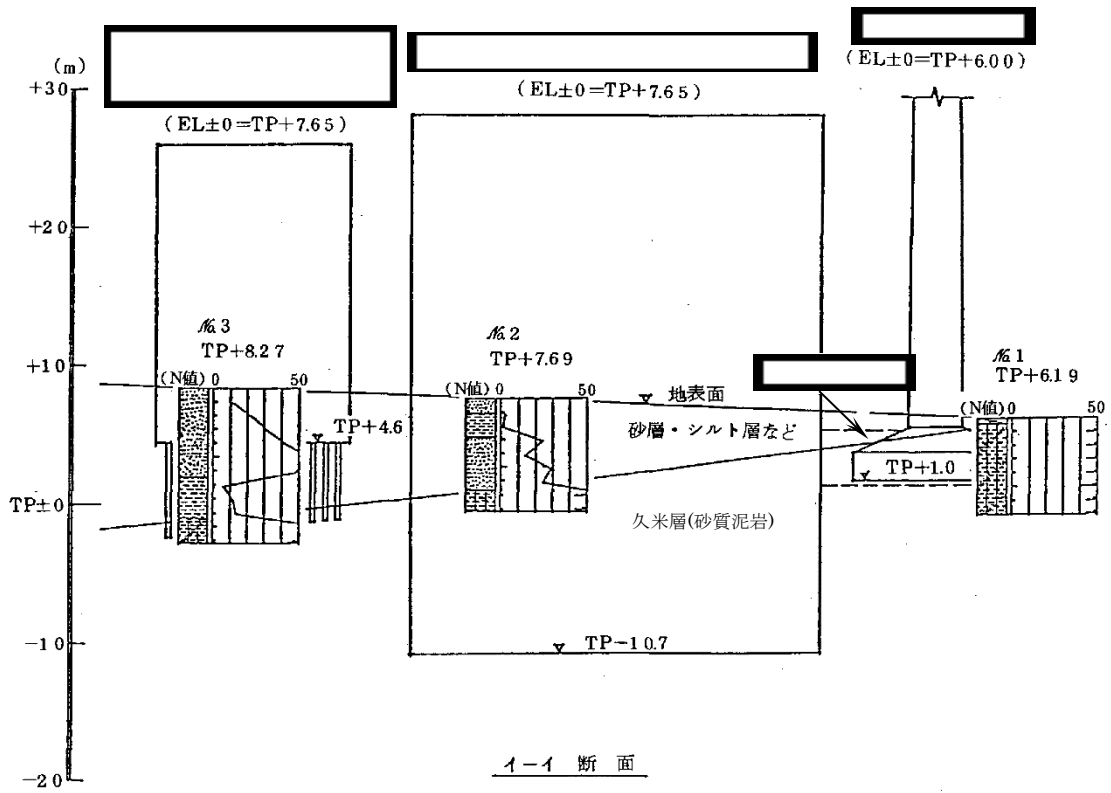 (m)
+30
+20
+10
TP±0
-10
-20
(EL±0=TP+7.65)
(EL±0=TP+7.65)
(EL±0=TP+6.00)
№3
TP+8.27
(N値) 0 50
TP+4.6
№2
TP+7.69
(N値) 0 50
地表面
砂層・シルト層など
№1
TP+6.19
(N値) 0 50
TP+1.0
久米層(砂質泥岩)
TP-10.7
イ-イ 断面